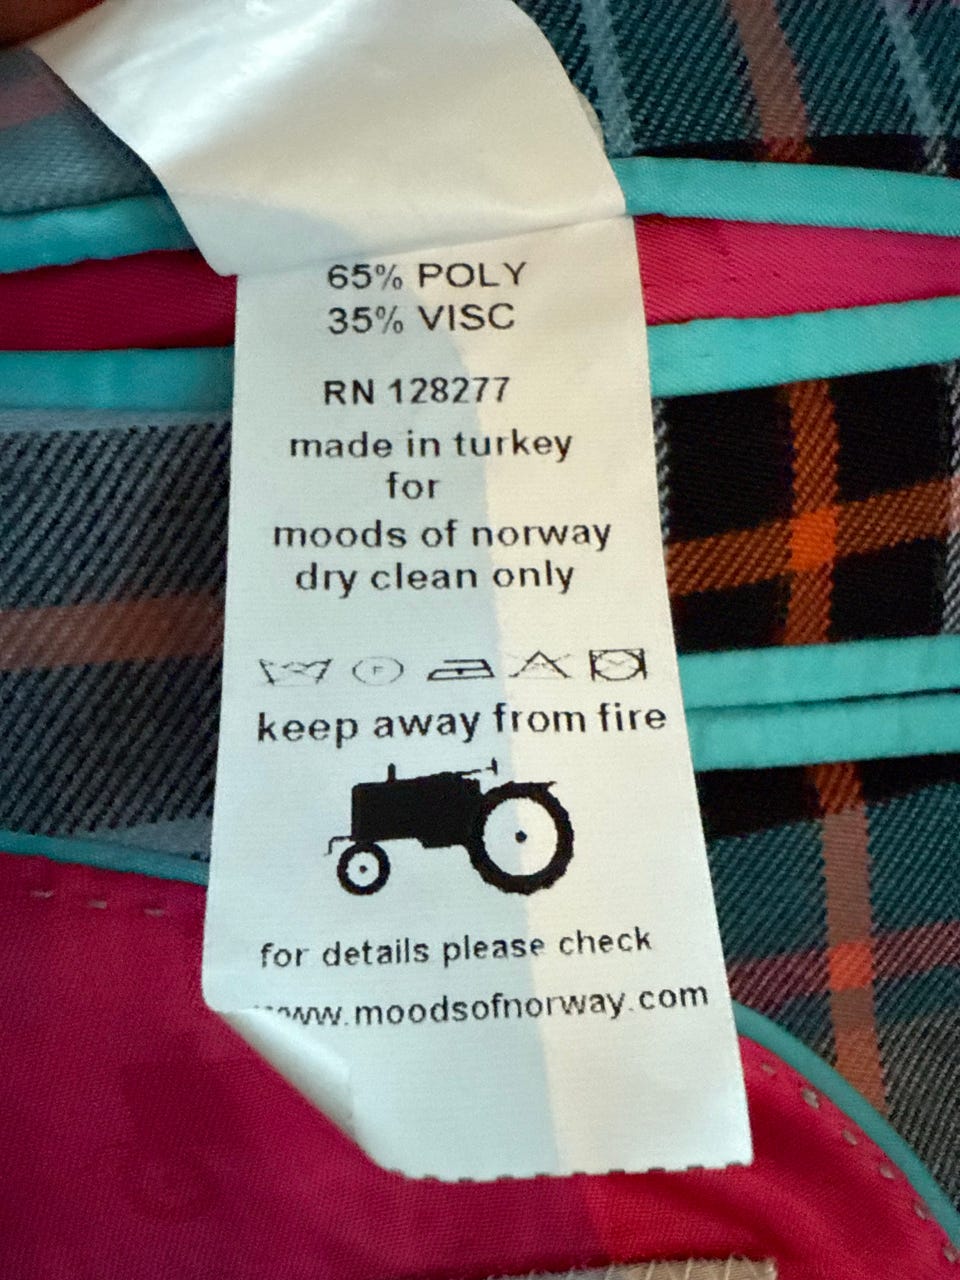 65% POLY
35% VISC
RN 128277
made in turkey
for
moods of norway
dry clean only
F
keep away from fire
for details please check
www.moodsofnorway.com